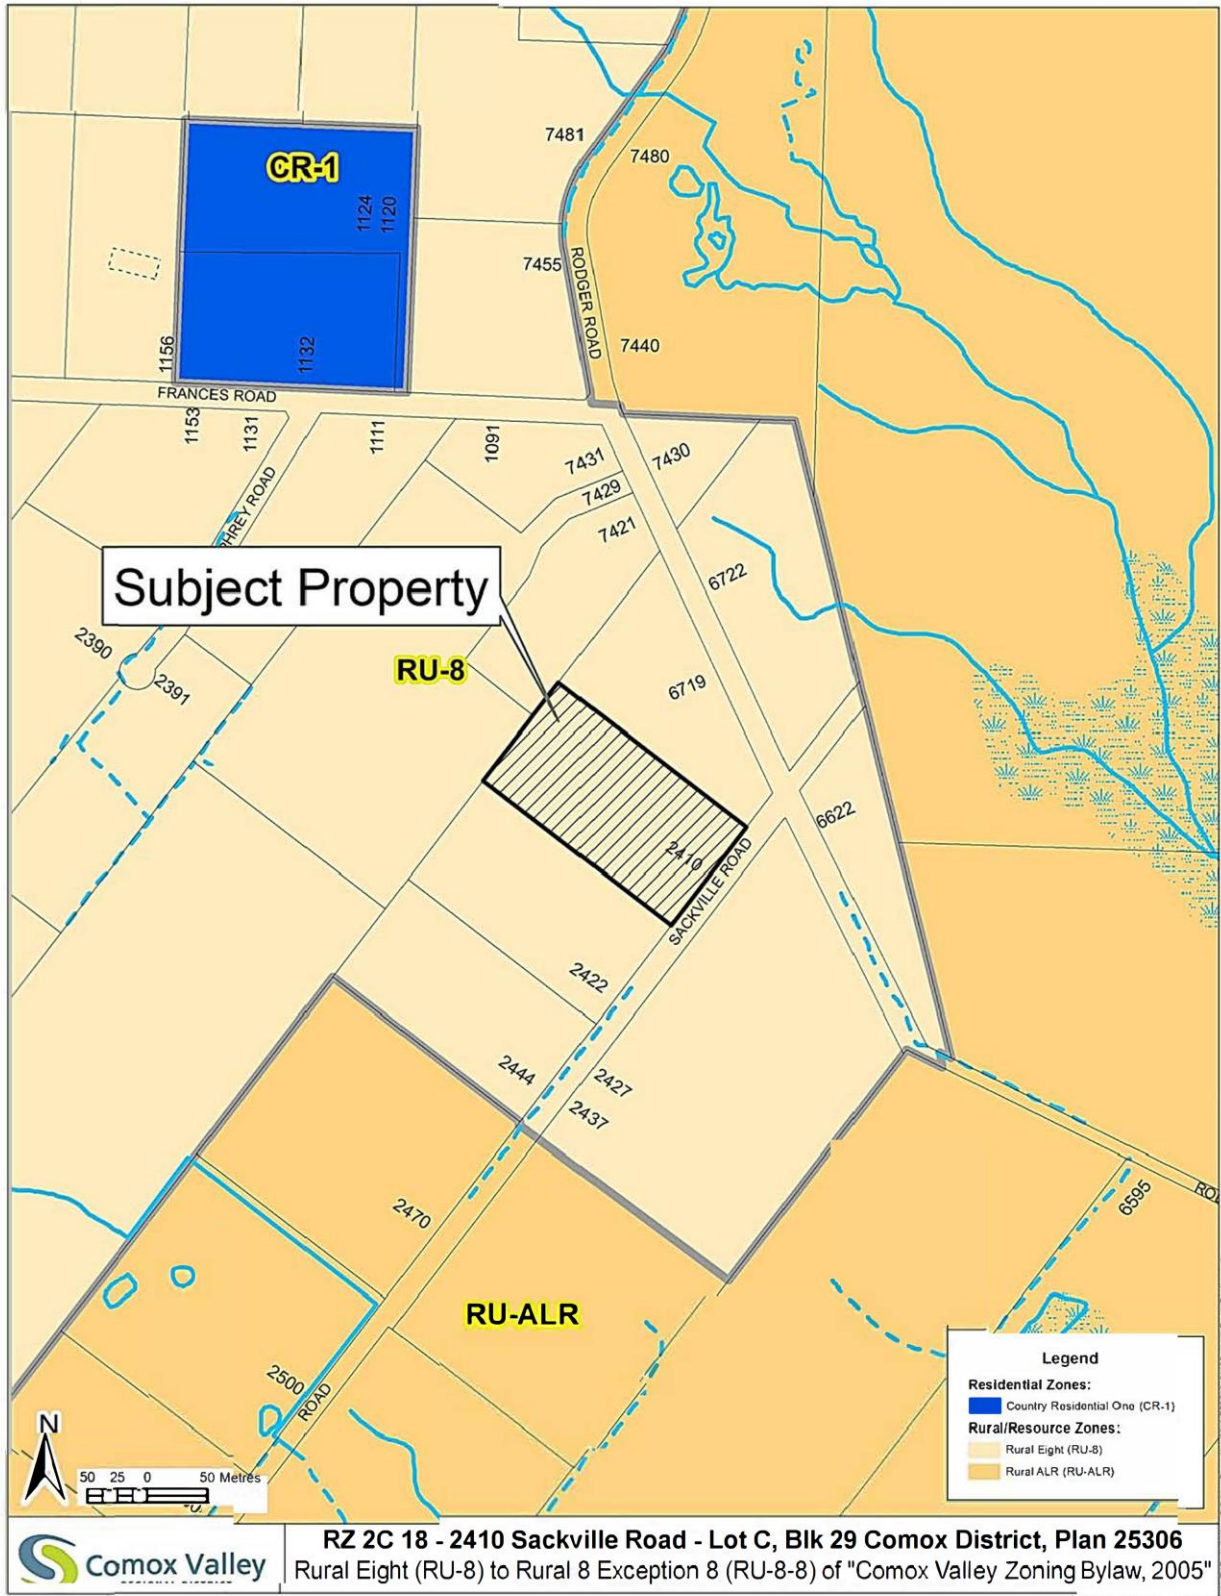 CR-1
1124
1120
1156
1132
7481
7480
7455
RODGER ROAD
7440
FRANCES ROAD
1153
1131
1111
1091
7431
7430
7429
7421
PHREY ROAD
Subject Property
6722
2390
2391
RU-8
6719
6622
2410
SACKVILLE ROAD
2422
2444
2427
2437
2470
6595
RU-ALR
2500
ROAD
N
50 25 0 50 Metres
Legend
Residential Zones:
Country Residential One (CR-1)
Rural/Resource Zones:
Rural Eight (RU-8)
Rural ALR (RU-ALR)
Comox Valley
RZ 2C 18 - 2410 Sackville Road - Lot C, Blk 29 Comox District, Plan 25306
Rural Eight (RU-8) to Rural 8 Exception 8 (RU-8-8) of "Comox Valley Zoning Bylaw, 2005"